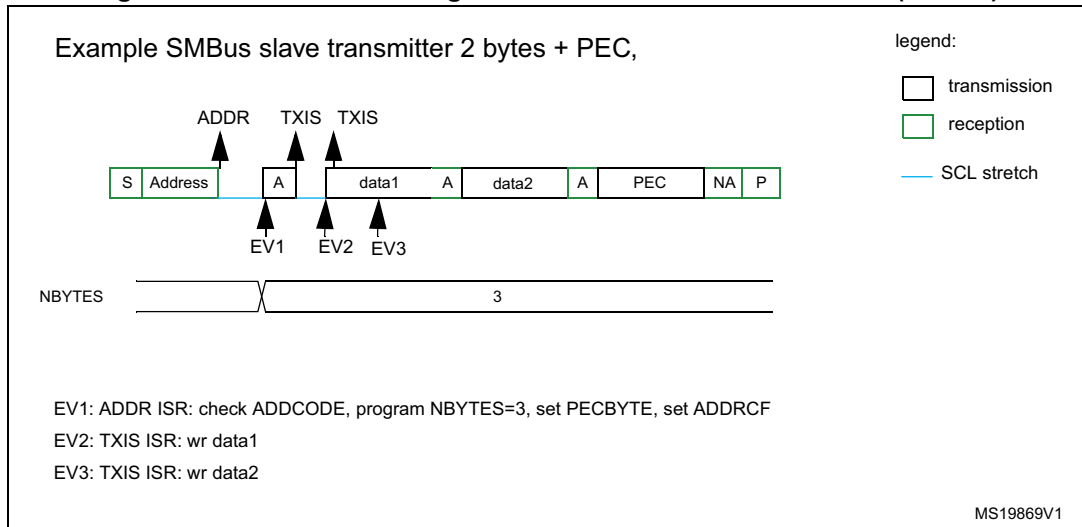 Example SMBus slave transmitter 2 bytes + PEC,
legend:
transmission
reception
SCL stretch
ADDR TXIS TXIS
S Address A data1 A data2 A PEC NA P
EV1 EV2 EV3
NBYTES 3
EV1: ADDR ISR: check ADDCODE, program NBYTES=3, set PECBYTE, set ADDRCF
EV2: TXIS ISR: wr data1
EV3: TXIS ISR: wr data2
MS19869V1